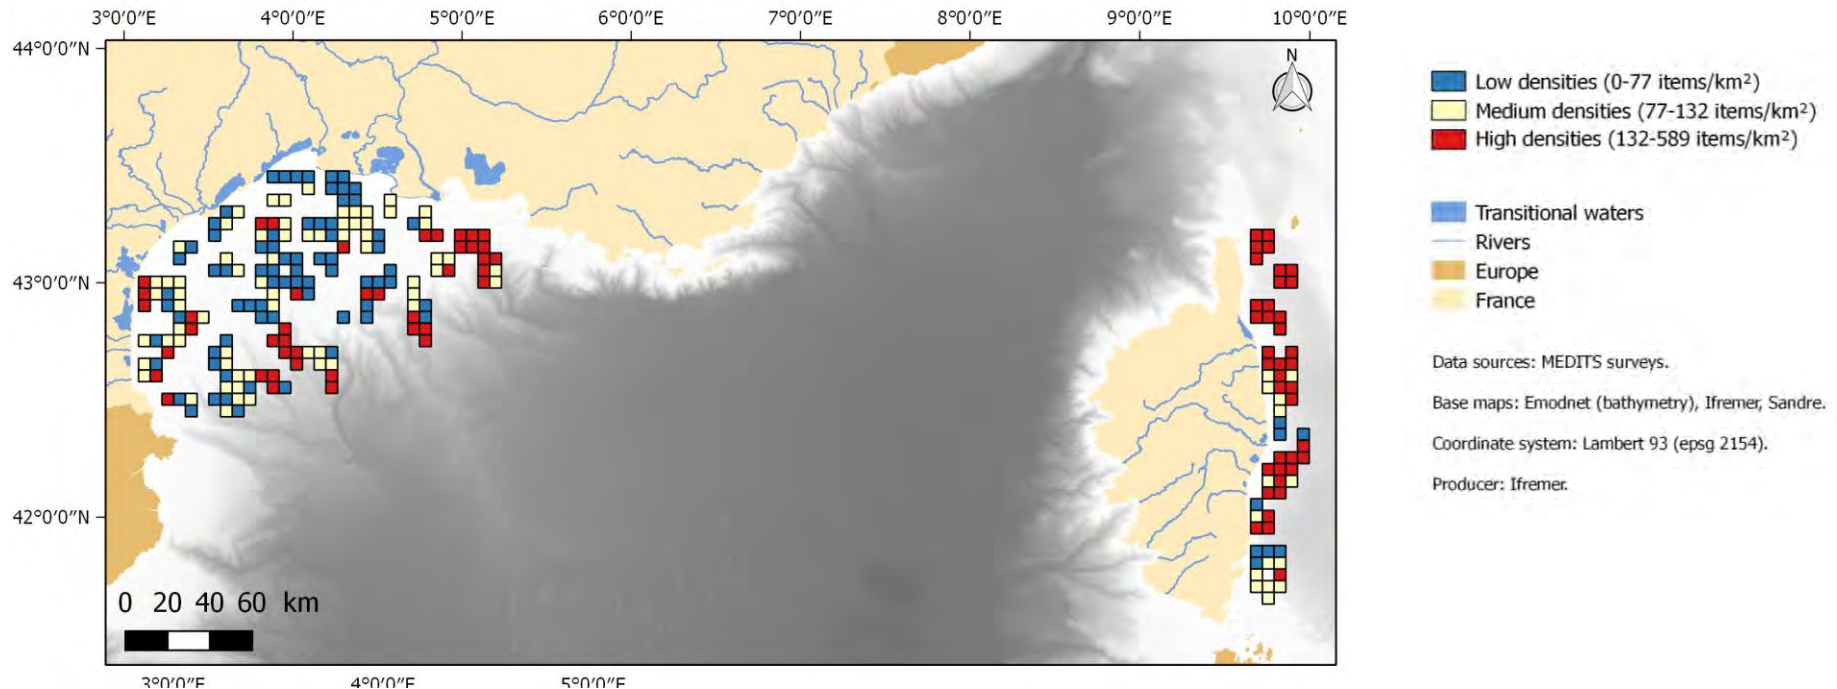 3°0'0"E 4°0'0"E 5°0'0"E 6°0'0"E 7°0'0"E 8°0'0"E 9°0'0"E 10°0'0"E
44°0'0"N
43°0'0"N
42°0'0"N
N
0 20 40 60 km
3°0'0"E 4°0'0"E 5°0'0"E
Low densities (0-77 items/km²)
Medium densities (77-132 items/km²)
High densities (132-589 items/km²)
Transitional waters
Rivers
Europe
France
Data sources: MEDITS surveys.
Base maps: Emodnet (bathymetry), Ifremer, Sandre.
Coordinate system: Lambert 93 (epsg 2154).
Producer: Ifremer.